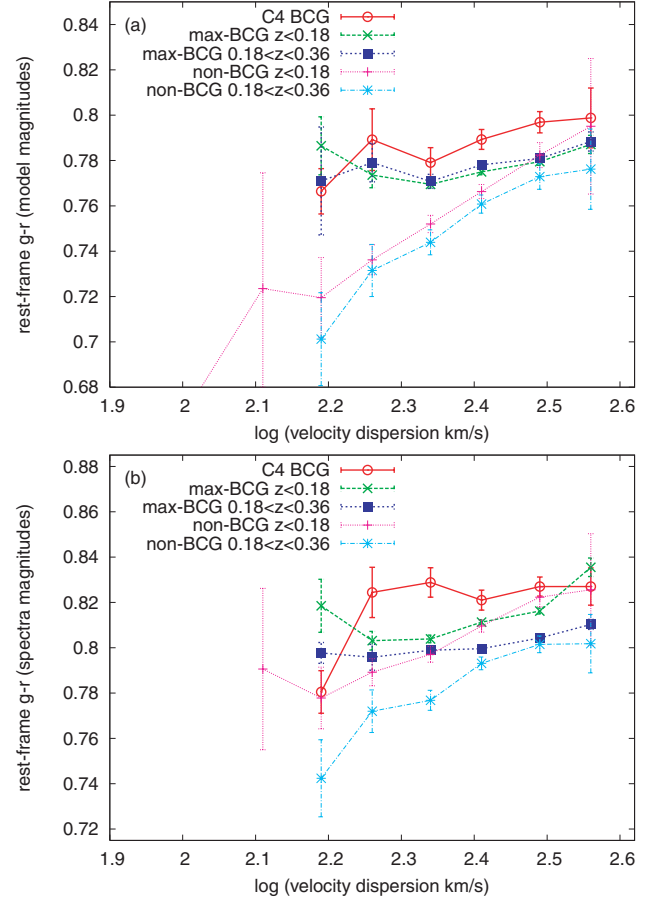 (a)
C4 BCG
max-BCG z<0.18
max-BCG 0.18<z<0.36
non-BCG z<0.18
non-BCG 0.18<z<0.36
rest-frame g-r (model magnitudes)
0.84
0.82
0.8
0.78
0.76
0.74
0.72
0.7
0.68
1.9 2 2.1 2.2 2.3 2.4 2.5 2.6
log (velocity dispersion km/s)
(b)
C4 BCG
max-BCG z<0.18
max-BCG 0.18<z<0.36
non-BCG z<0.18
non-BCG 0.18<z<0.36
rest-frame g-r (spectra magnitudes)
0.88
0.86
0.84
0.82
0.8
0.78
0.76
0.74
0.72
1.9 2 2.1 2.2 2.3 2.4 2.5 2.6
log (velocity dispersion km/s)